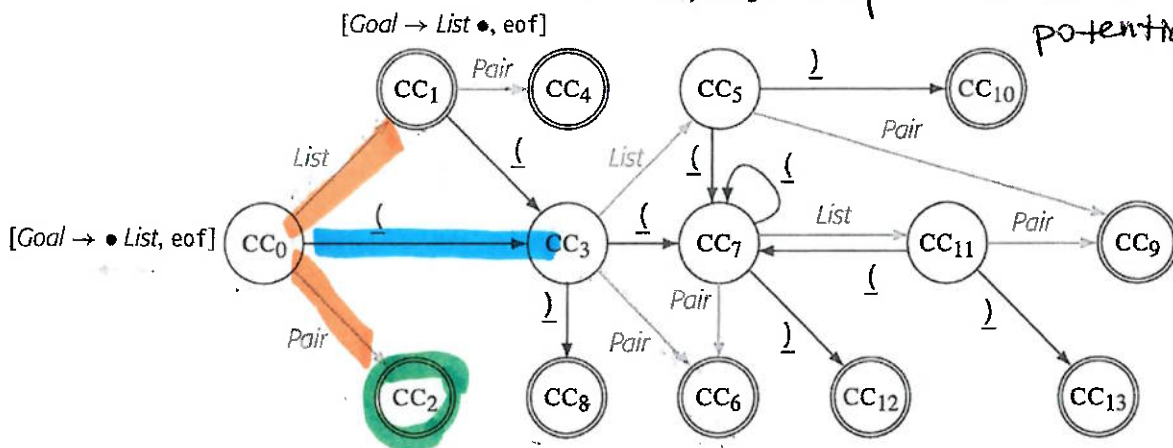 potenti
[Goal → List •, eof]
Pair
)
CC₁
CC₄
CC₅
CC₁₀
List
(
List
(
(
Pair
[Goal → • List, eof]
CC₀
(
CC₃
(
CC₇
List
CC₁₁
Pair
CC₉
Pair
)
Pair
Pair
)
(
)
CC₂
CC₈
CC₆
CC₁₂
CC₁₃